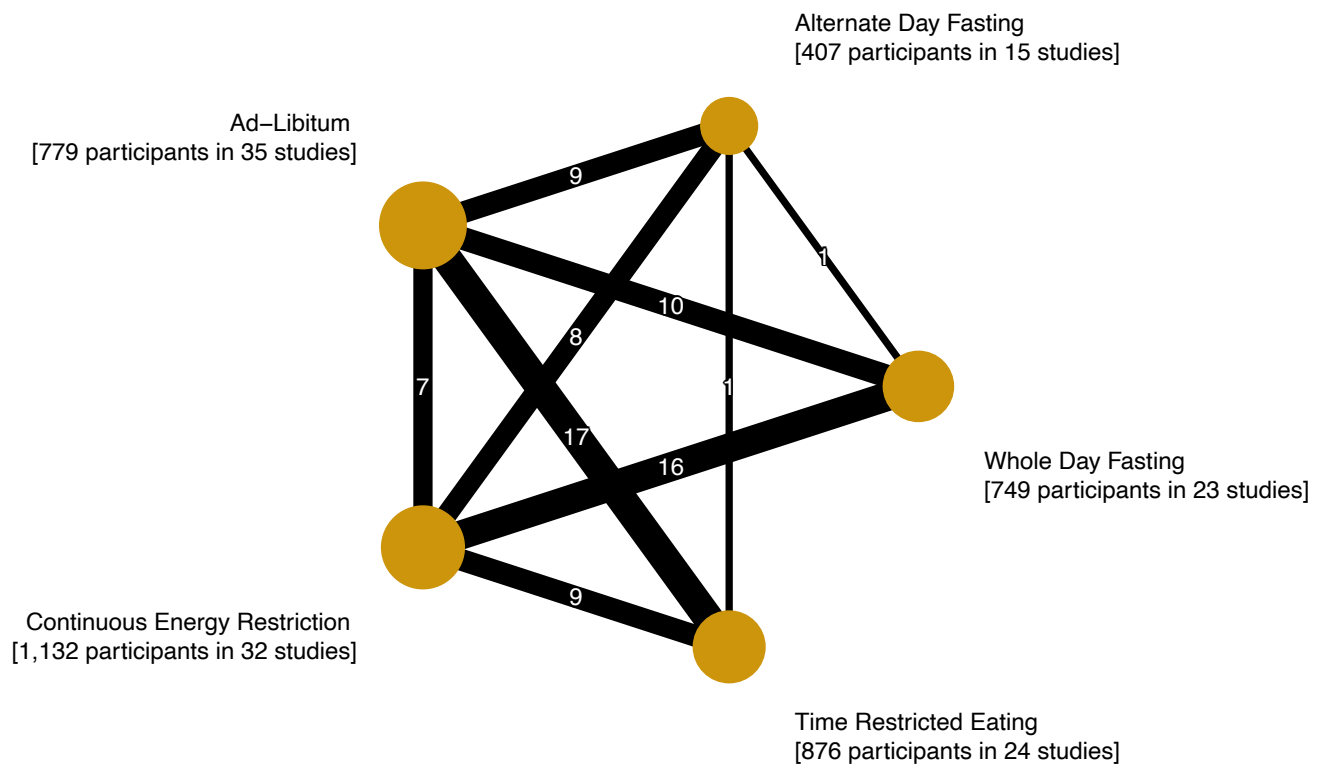 Alternate Day Fasting
[407 participants in 15 studies]
Ad−Libitum
[779 participants in 35 studies]
9
1
10
8
7
1
17
16
Whole Day Fasting
[749 participants in 23 studies]
9
Continuous Energy Restriction
[1,132 participants in 32 studies]
Time Restricted Eating
[876 participants in 24 studies]